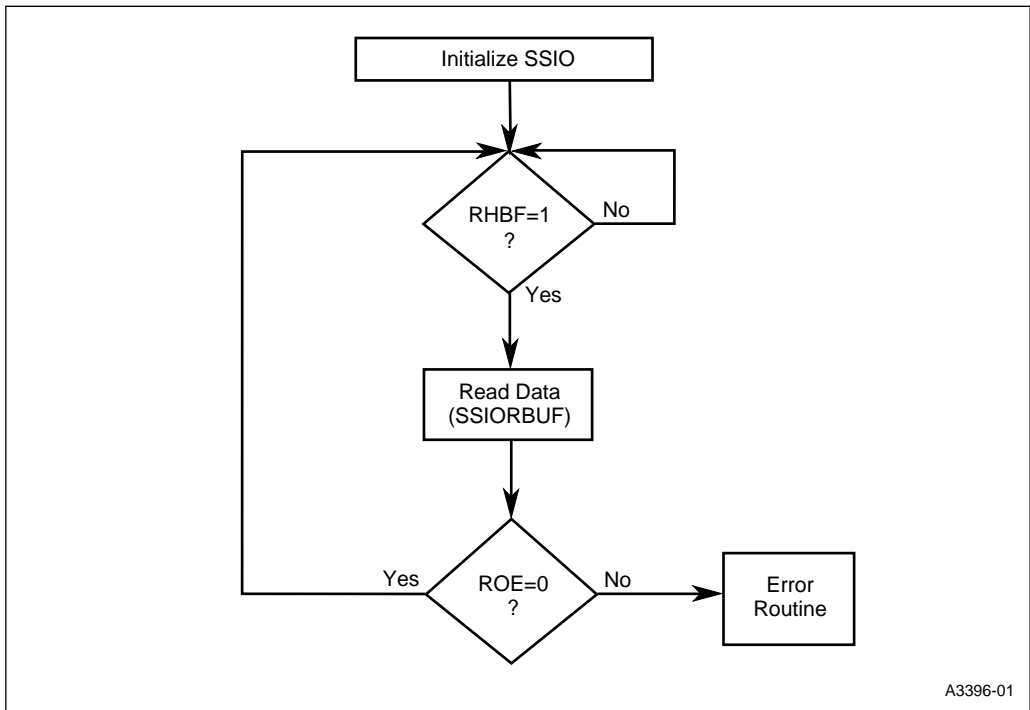 Initialize SSIO
RHBF=1
?
No
Yes
Read Data
(SSIORBUF)
Yes
ROE=0
?
No
Error
Routine
A3396-01